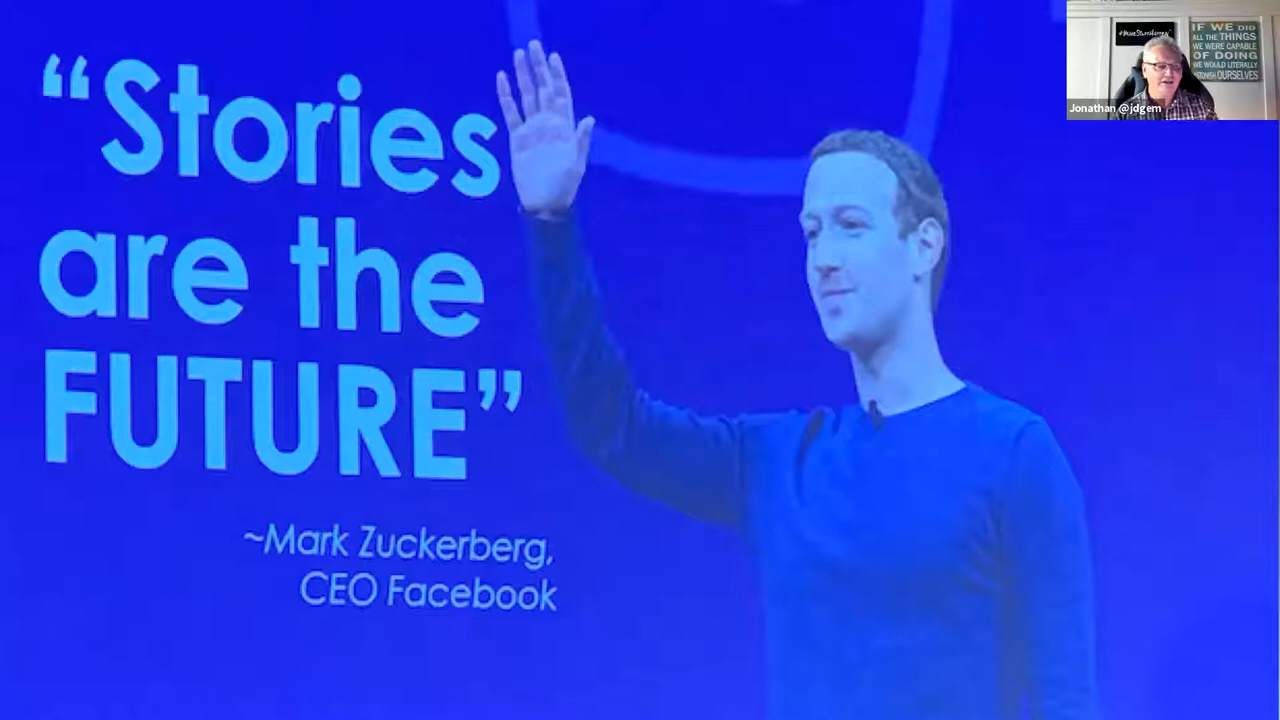 “Stories
are the
FUTURE”
~Mark Zuckerberg,
CEO Facebook
IF WE DID
ALL THE THINGS
WE WERE CAPABLE
OF DOING
WE WOULD LITERALLY
ASTONISH OURSELVES
Jonathan @jdgem